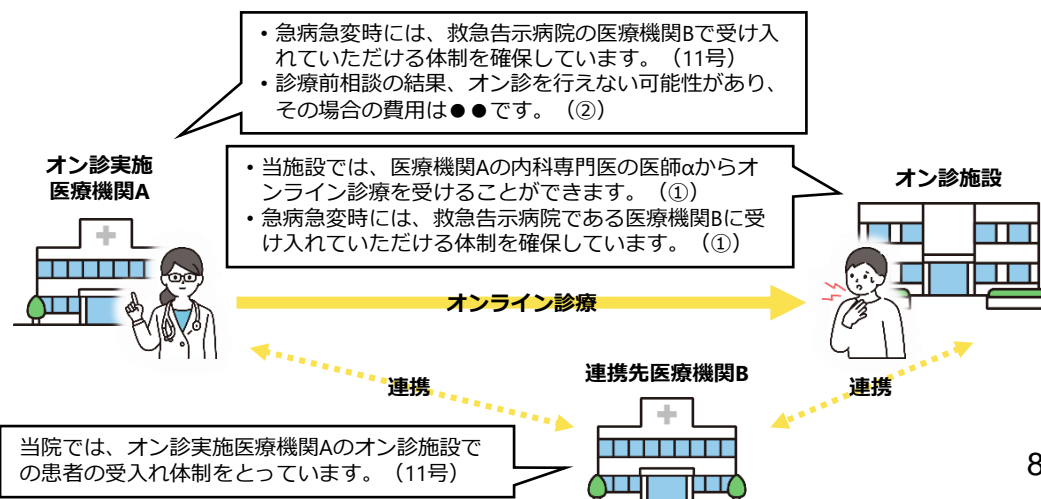 ・急病急変時には、救急告示病院の医療機関Bで受け入
れていただける体制を確保しています。（11号）
・診療前相談の結果、オン診を行えない可能性があり、
その場合の費用は●●です。（②）
オン診実施
医療機関A
・当施設では、医療機関Aの内科専門医の医師αからオ
ンライン診療を受けることができます。（①）
・急病急変時には、救急告示病院である医療機関Bに受
け入れていただける体制を確保しています。（①）
オン診施設
オンライン診療
連携
連携先医療機関B
連携
当院では、オン診実施医療機関Aのオン診施設で
の患者の受入れ体制をとっています。（11号）
8